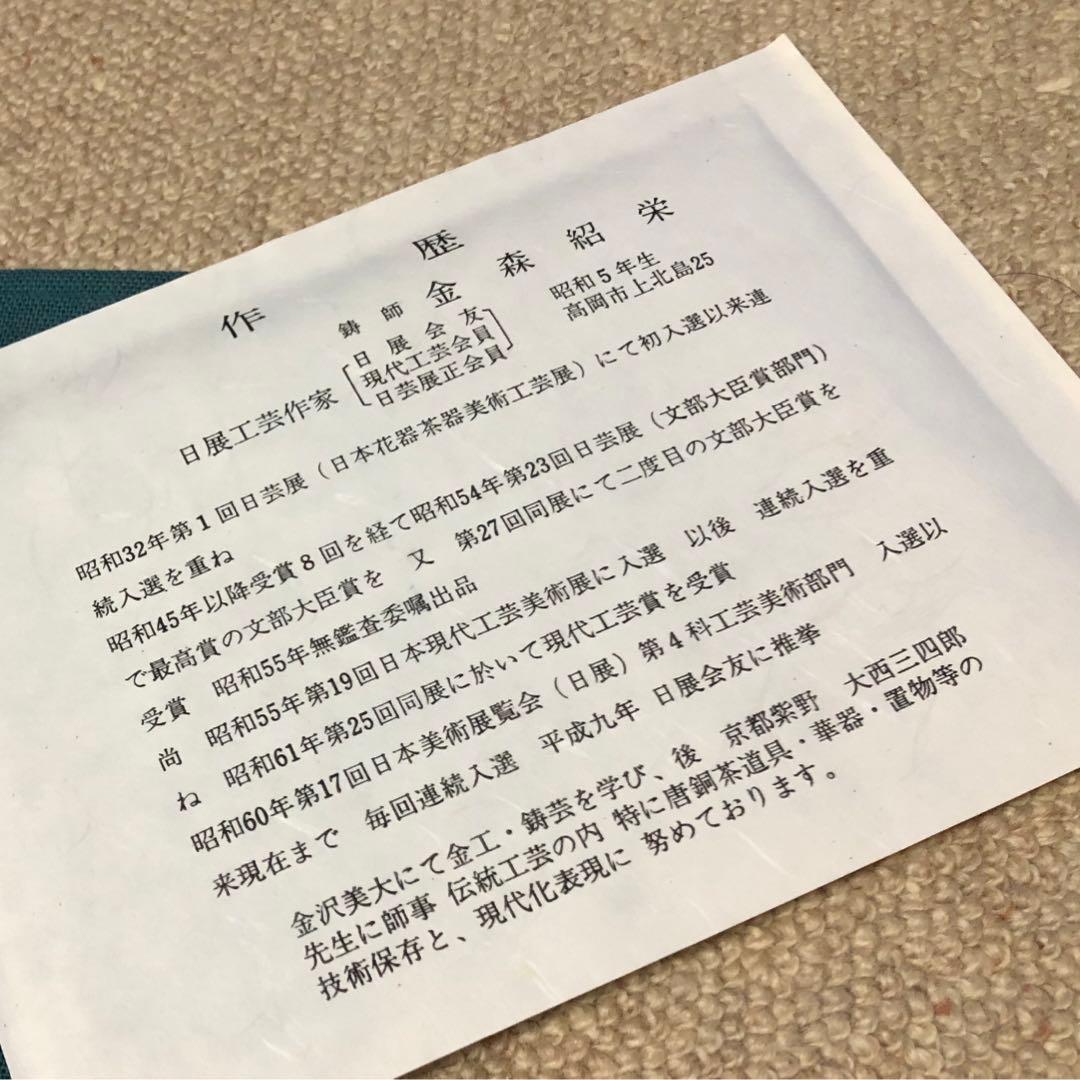 作歴
鋳師 金森紹栄
日展工芸作家
日展会友
現代工芸会員
日芸展正会員
昭和5年生
高岡市上北島25
昭和32年第1回日芸展(日本花器茶器美術工芸展)にて初入選以来連
続入選を重ね
昭和45年以降受賞8回を経て昭和54年第23回日芸展(文部大臣賞部門)
で最高賞の文部大臣賞を 又 第27回同展にて二度目の文部大臣賞を
受賞 昭和55年無鑑査委嘱出品
尚 昭和55年第19回日本現代工芸美術展に入選 以後 連続入選を重
ね 昭和61年第25回同展に於いて現代工芸賞を受賞
昭和60年第17回日本美術展覧会(日展)第4科工芸美術部門 入選以
来現在まで 毎回連続入選 平成九年 日展会友に推挙
金沢美大にて金工・鋳芸を学び、後 京都紫野 大西三四郎
先生に師事 伝統工芸の内 特に唐銅茶道具・華器・置物等の
技術保存と、現代化表現に 努めております。